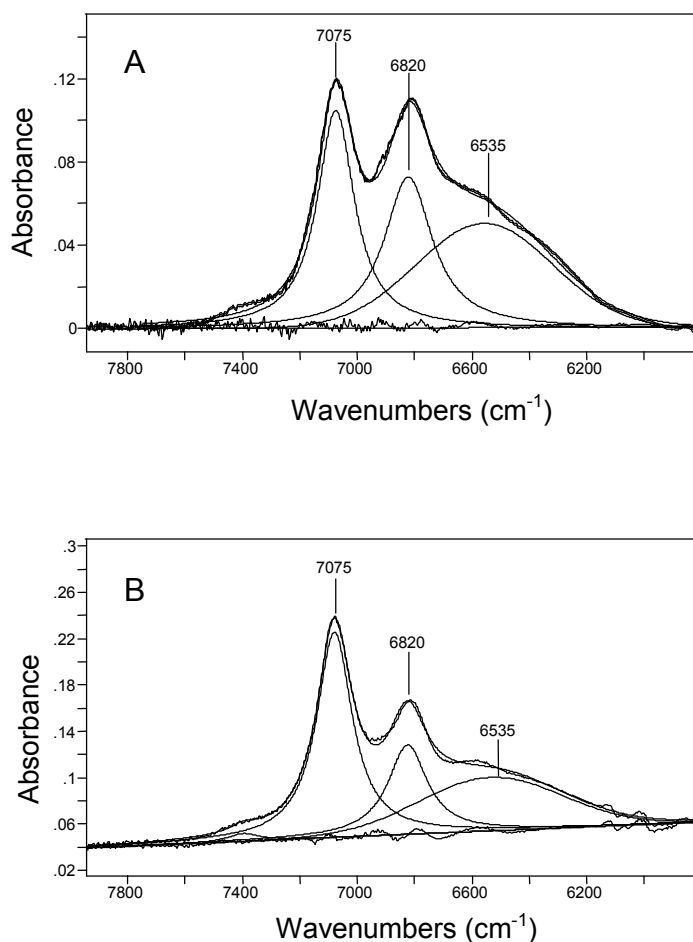 A
7075
6820
6535
.12
.08
.04
0
Absorbance
7800 7400 7000 6600 6200
Wavenumbers (cm-1)
B
7075
6820
6535
.3
.26
.22
.18
.14
.1
.06
.02
Absorbance
7800 7400 7000 6600 6200
Wavenumbers (cm-1)